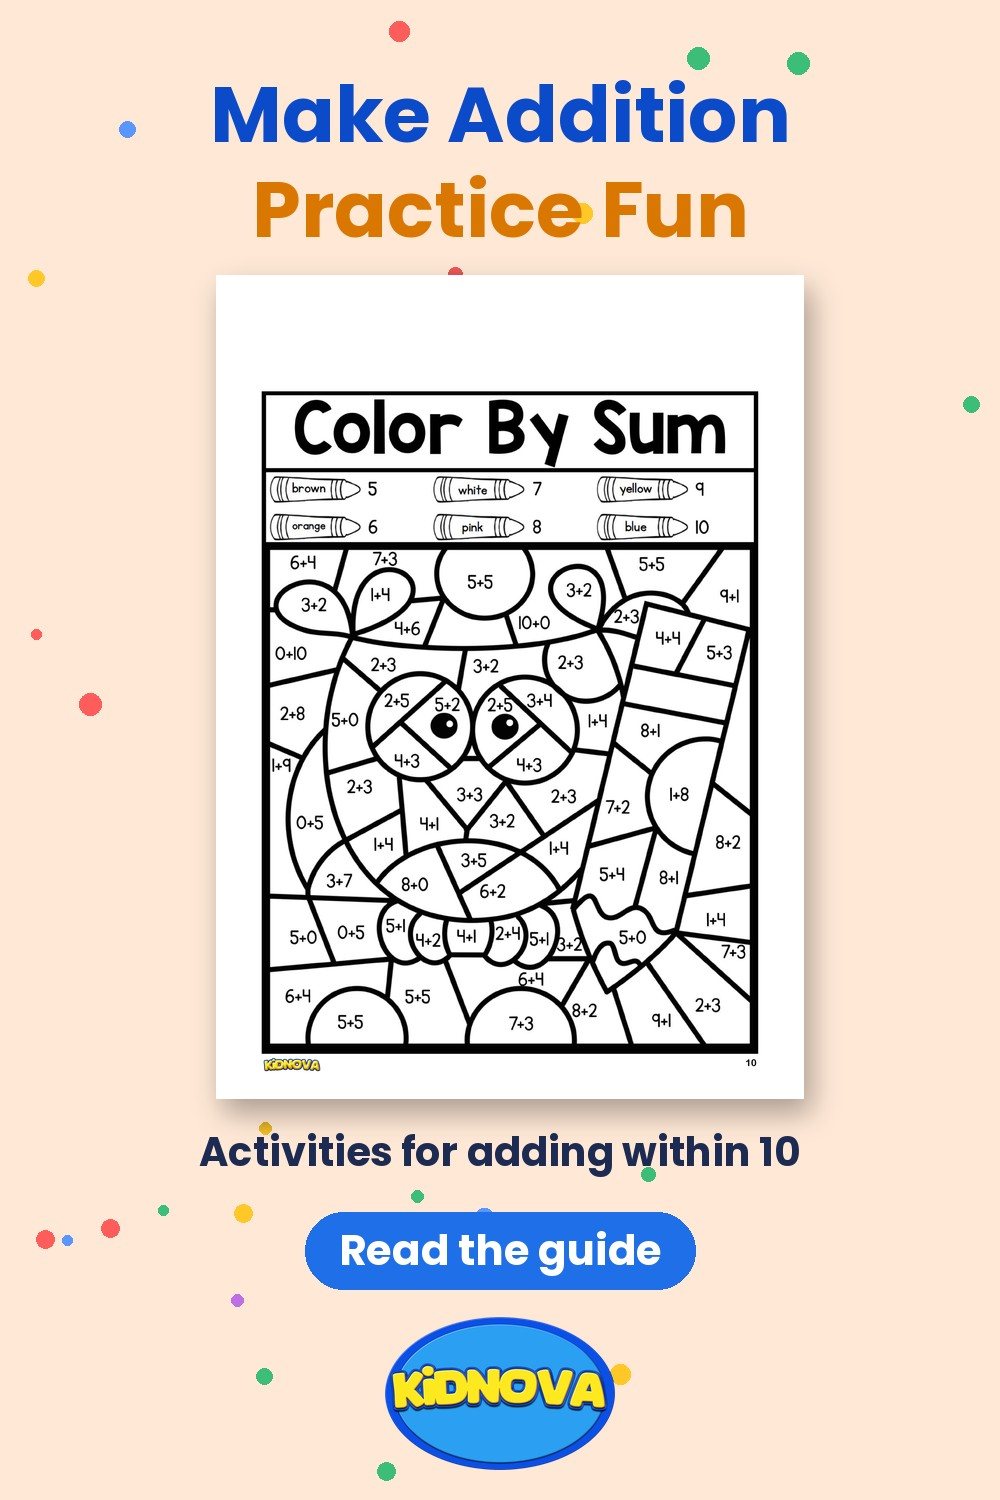 Make Addition
Practice Fun
Color By Sum
brown 5 white 7 yellow 9
orange 6 pink 8 blue 10
6+4 7+3 5+5 5+5
3+2 1+4 3+2 9+1
4+6 10+0 2+3
0+10 4+4 5+3
2+3 3+2 2+3
2+8 5+0 2+5 5+2 2+5 3+4 1+4 8+1
1+9 4+3 4+3
2+3 3+3 2+3 1+8
0+5 4+1 3+2 7+2
1+4 1+4 8+2
3+7 8+0 3+5 6+2 5+4 8+1
1+4
5+0 0+5 5+1 4+2 4+1 2+4 5+1 3+2 5+0
7+3
6+4 5+5 6+4 8+2 2+3
5+5 7+3 9+1
KiDNOVA 10
Activities for adding within 10
Read the guide
KiDNOVA